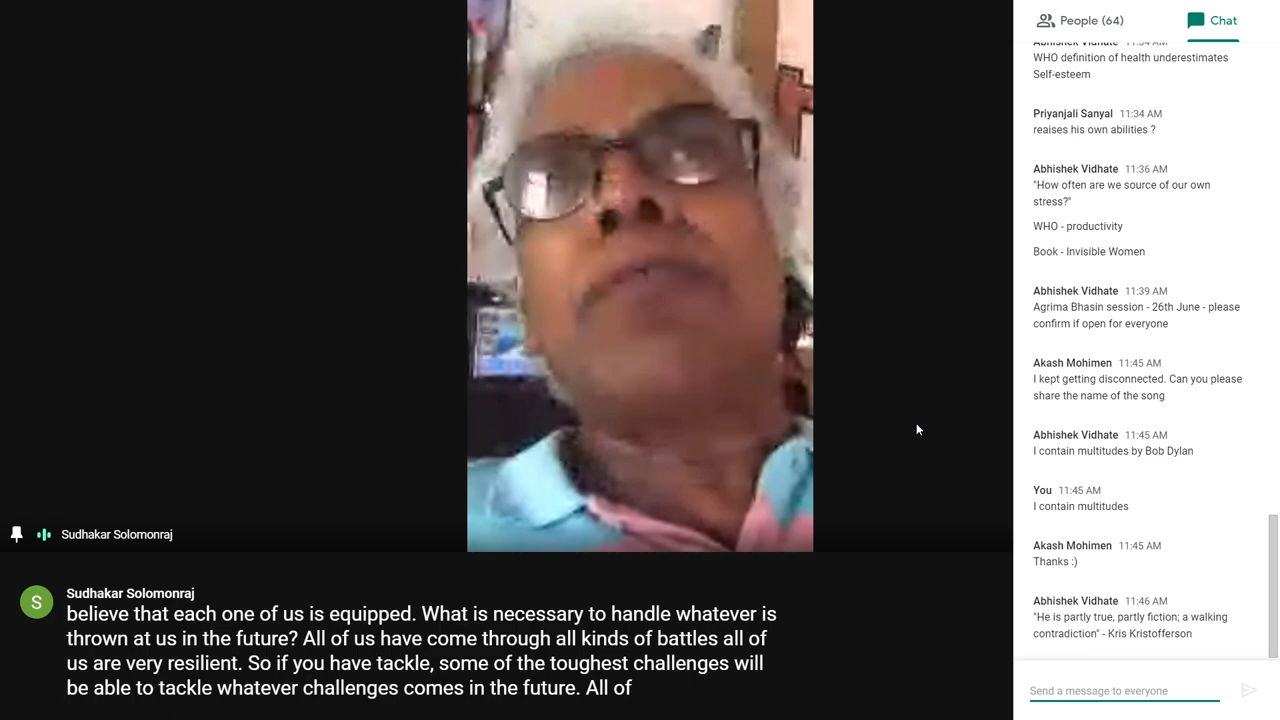 People (64)
Chat
Abhishek Vidhate 11:34 AM
WHO definition of health underestimates
Self-esteem
Priyanjali Sanyal 11:34 AM
reaises his own abilities ?
Abhishek Vidhate 11:36 AM
"How often are we source of our own
stress?"
WHO - productivity
Book - Invisible Women
Abhishek Vidhate 11:39 AM
Agrima Bhasin session - 26th June - please
confirm if open for everyone
Akash Mohimen 11:45 AM
I kept getting disconnected. Can you please
share the name of the song
Abhishek Vidhate 11:45 AM
I contain multitudes by Bob Dylan
You 11:45 AM
I contain multitudes
Akash Mohimen 11:45 AM
Thanks :)
Abhishek Vidhate 11:46 AM
"He is partly true, partly fiction; a walking
contradiction" - Kris Kristofferson
Send a message to everyone
Sudhakar Solomonraj
S
Sudhakar Solomonraj
believe that each one of us is equipped. What is necessary to handle whatever is
thrown at us in the future? All of us have come through all kinds of battles all of
us are very resilient. So if you have tackle, some of the toughest challenges will
be able to tackle whatever challenges comes in the future. All of